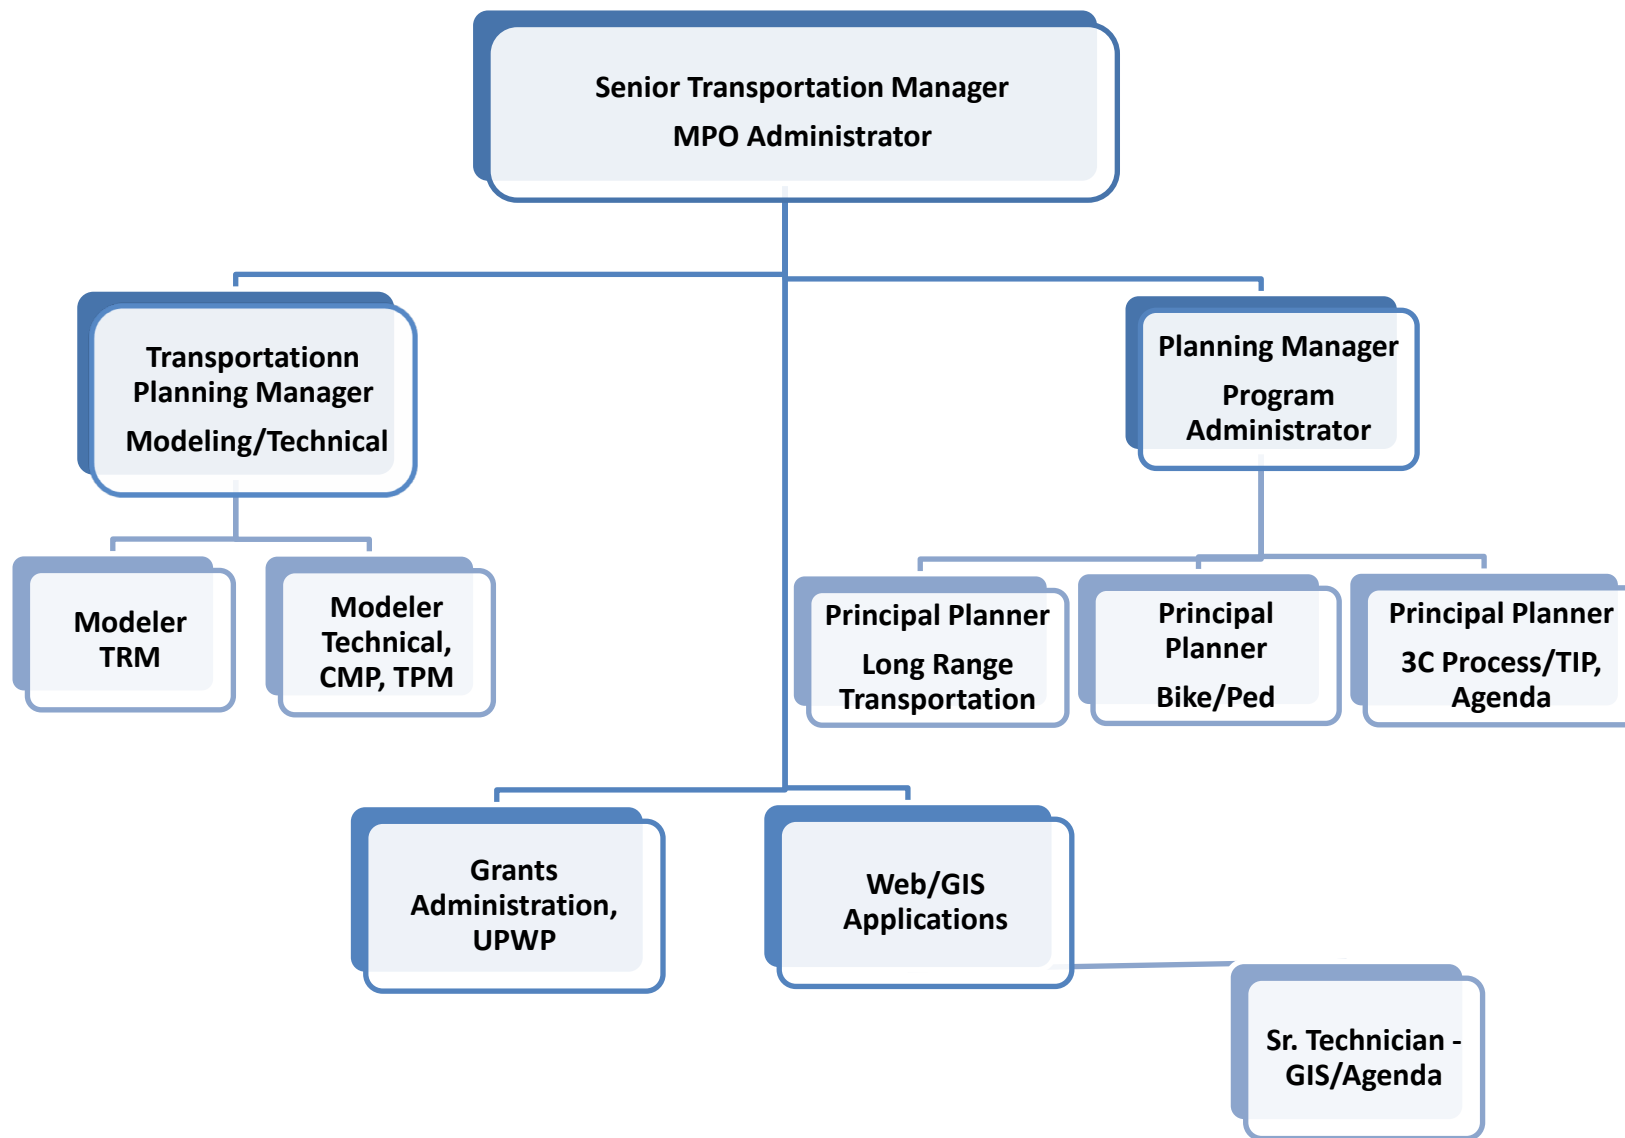 Senior Transportation Manager
MPO Administrator
Transportationn
Planning Manager
Modeling/Technical
Planning Manager
Program
Administrator
Modeler
TRM
Modeler
Technical,
CMP, TPM
Principal Planner
Long Range
Transportation
Principal
Planner
Bike/Ped
Principal Planner
3C Process/TIP,
Agenda
Grants
Administration,
UPWP
Web/GIS
Applications
Sr. Technician -
GIS/Agenda